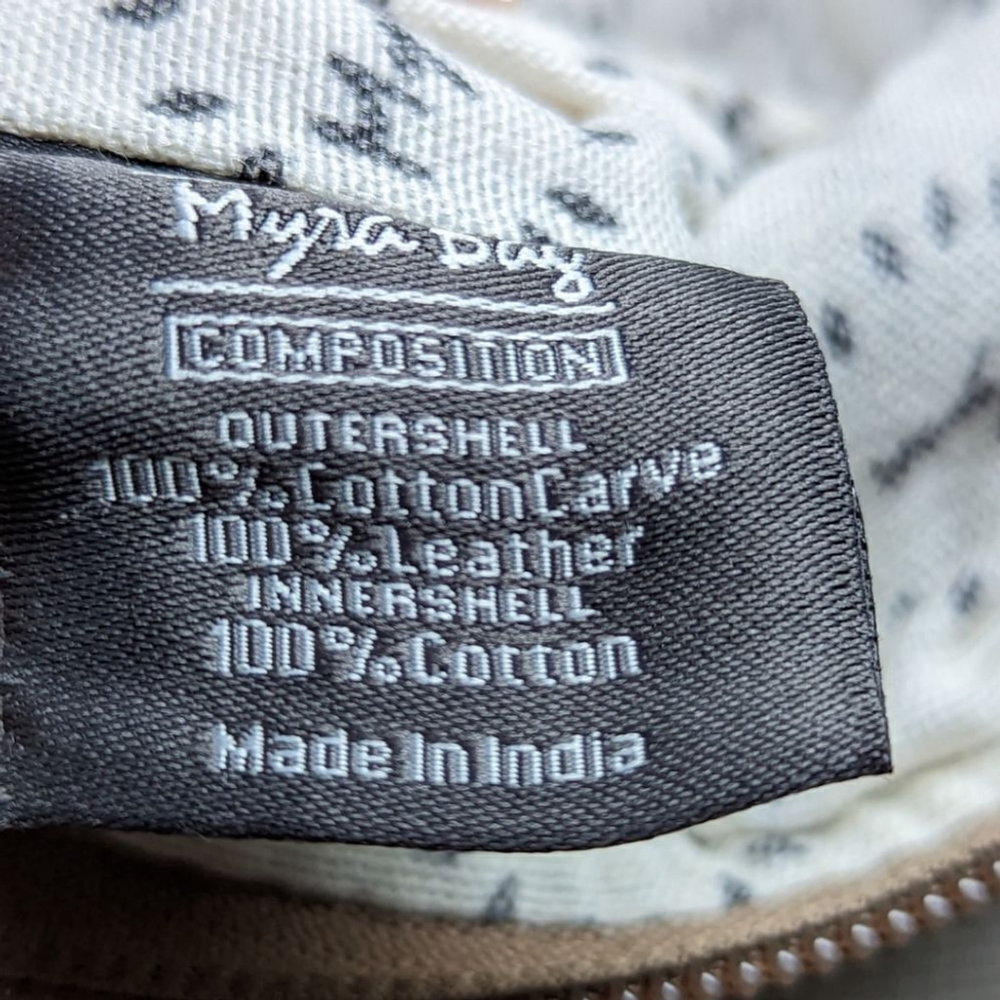 Myra Bag
COMPOSITION
OUTERSHELL
100% CottonCarve
100% Leather
INNERSHELL
100% Cotton
Made In India